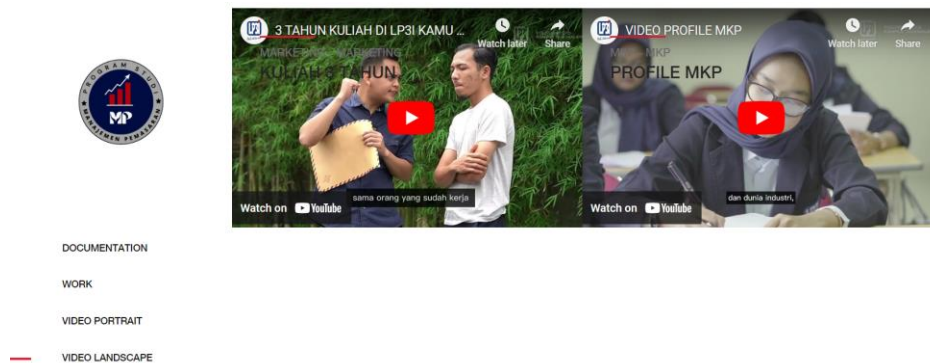 PROGRAM STUDI
MANAJEMEN PEMASARAN
MP
DOCUMENTATION
WORK
VIDEO PORTRAIT
VIDEO LANDSCAPE
3 TAHUN KULIAH DI LP3I KAMU ...
Watch later
Share
MARKETING - MARKETING
KULIAH 3 TAHUN
sama orang yang sudah kerja
Watch on YouTube
VIDEO PROFILE MKP
Watch later
Share
MKP - MKP
PROFILE MKP
dan dunia industri,
Watch on YouTube